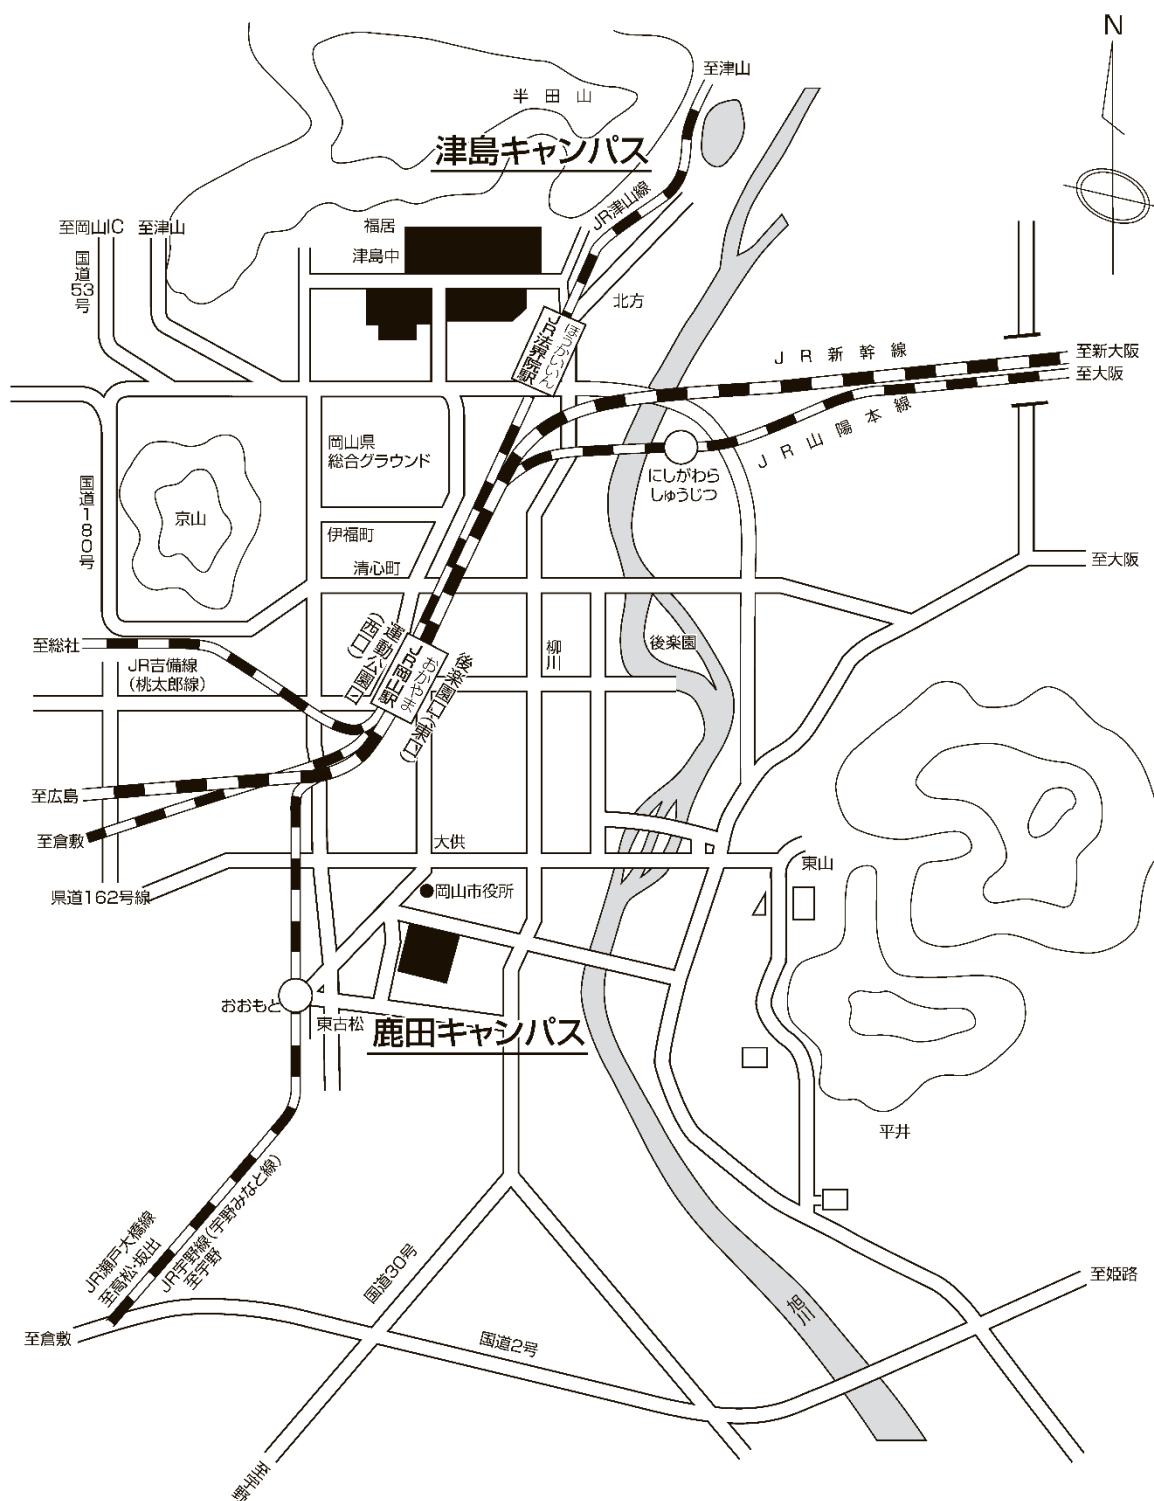 N
至津山
半田山
津島キャンパス
JR津山線
至岡山IC
至津山
福居
津島中
国道53号
北方
ほうかいいん
JR法界院駅
JR新幹線
至新大阪
至大阪
JR山陽本線
岡山県
総合グラウンド
にしがわら
しゅうじつ
国道180号
京山
伊福町
清心町
至大阪
至総社
JR吉備線
(桃太郎線)
運動公園口
(西口)
おかやま
JR岡山駅
後楽園口(東口)
柳川
後楽園
至広島
至倉敷
大供
東山
県道162号線
岡山市役所
おおもと
東古松
鹿田キャンパス
平井
JR瀬戸大橋線
至高松・坂出
JR宇野線(宇野みなと線)
至宇野
国道30号
至倉敷
国道2号
旭川
至姫路
至宇野